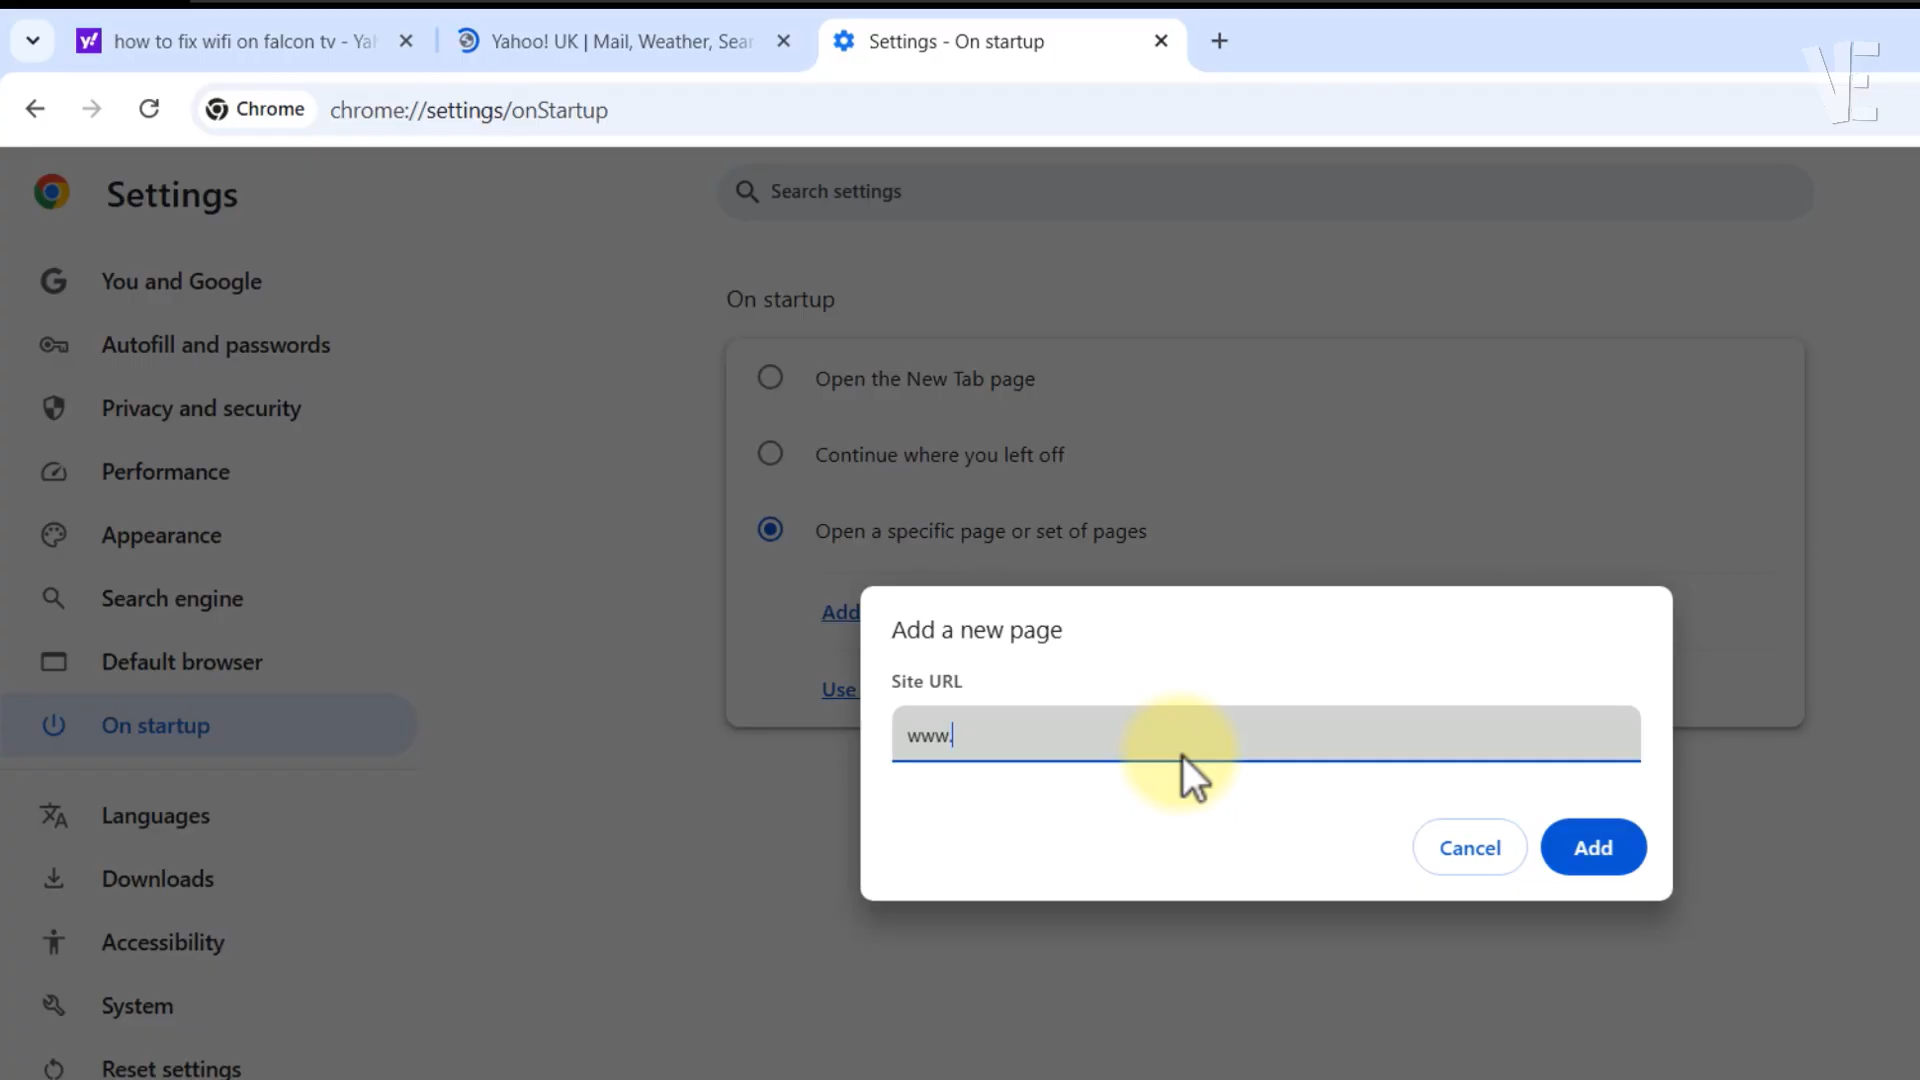 how to fix wifi on falcon tv - Yah
Yahoo! UK | Mail, Weather, Sear
Settings - On startup
VE
Chrome
chrome://settings/onStartup
Settings
Search settings
You and Google
Autofill and passwords
Privacy and security
Performance
Appearance
Search engine
Default browser
On startup
Languages
Downloads
Accessibility
System
Reset settings
On startup
Open the New Tab page
Continue where you left off
Open a specific page or set of pages
Add
Use
Add a new page
Site URL
www.
Cancel
Add